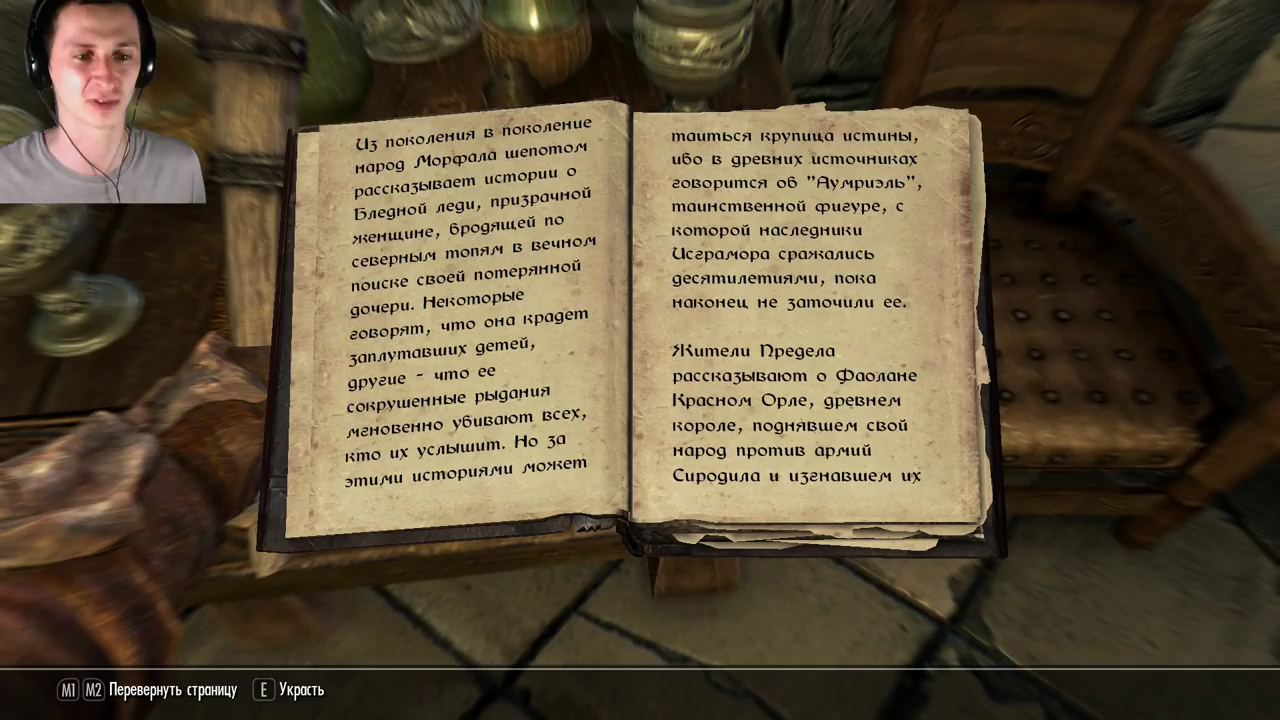 Из поколения в поколение
народ Морфала шепотом
рассказывает истории о
Бледной леди, призрачной
женщине, бродящей по
северным топям в вечном
поиске своей потерянной
дочери. Некоторые
говорят, что она крадет
заплутавших детей,
другие - что ее
сокрушенные рыдания
мгновенно убивают всех,
кто их услышит. Но за
этими историями может
таиться крупица истины,
ибо в древних источниках
говорится об "Аумриэль",
таинственной фигуре, с
которой наследники
Исграмора сражались
десятилетиями, пока
наконец не заточили ее.
Жители Предела
рассказывают о Фаолане
Красном Орле, древнем
короле, поднявшем свой
народ против армий
Сиродила и изгнавшем их
M1 M2 Перевернуть страницу E Украсть